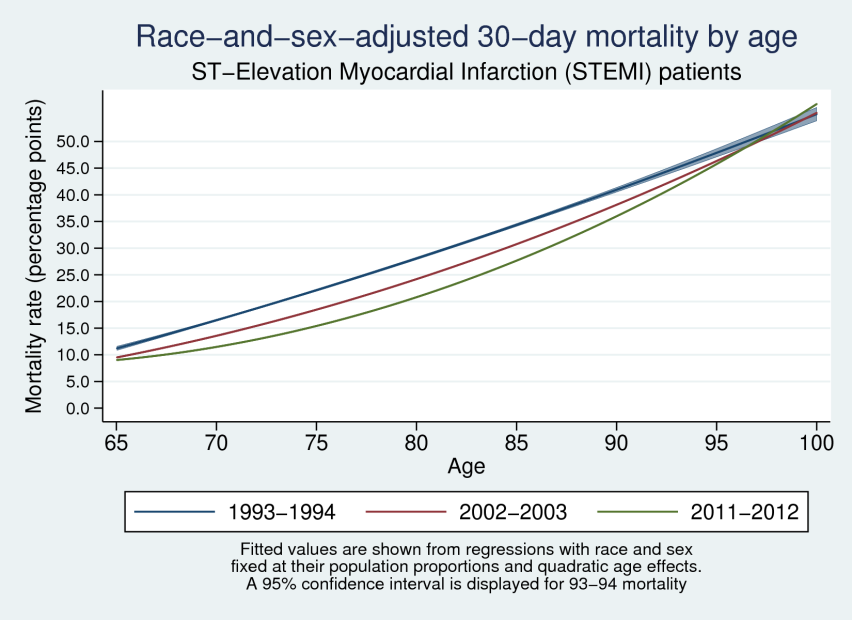 Race−and−sex−adjusted 30−day mortality by age
ST−Elevation Myocardial Infarction (STEMI) patients
Mortality rate (percentage points)
50.0
45.0
40.0
35.0
30.0
25.0
20.0
15.0
10.0
5.0
0.0
65 70 75 80 85 90 95 100
Age
1993−1994 2002−2003 2011−2012
Fitted values are shown from regressions with race and sex
fixed at their population proportions and quadratic age effects.
A 95% confidence interval is displayed for 93−94 mortality